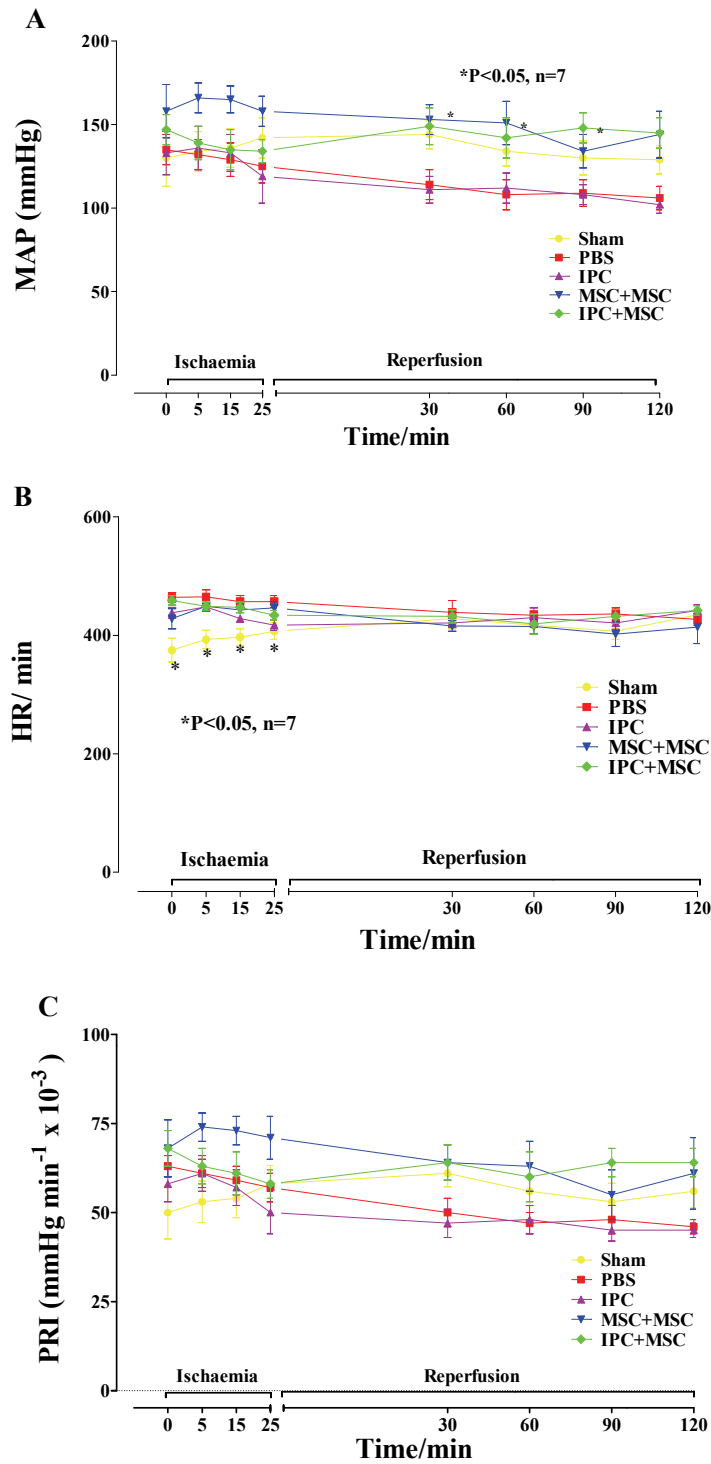 A
200
*P<0.05, n=7
150
*
*
*
MAP (mmHg)
100
Sham
PBS
IPC
50
MSC+MSC
IPC+MSC
Ischaemia
Reperfusion
0
0 5 15 25 30 60 90 120
Time/min
B
600
400
* * * *
HR/ min
*P<0.05, n=7
Sham
PBS
IPC
200
MSC+MSC
IPC+MSC
Ischaemia
Reperfusion
0
0 5 15 25 30 60 90 120
Time/min
C
100
75
PRI (mmHg min⁻¹ x 10⁻³)
50
Sham
PBS
25
IPC
MSC+MSC
IPC+MSC
Ischaemia
Reperfusion
0
0 5 15 25 30 60 90 120
Time/min